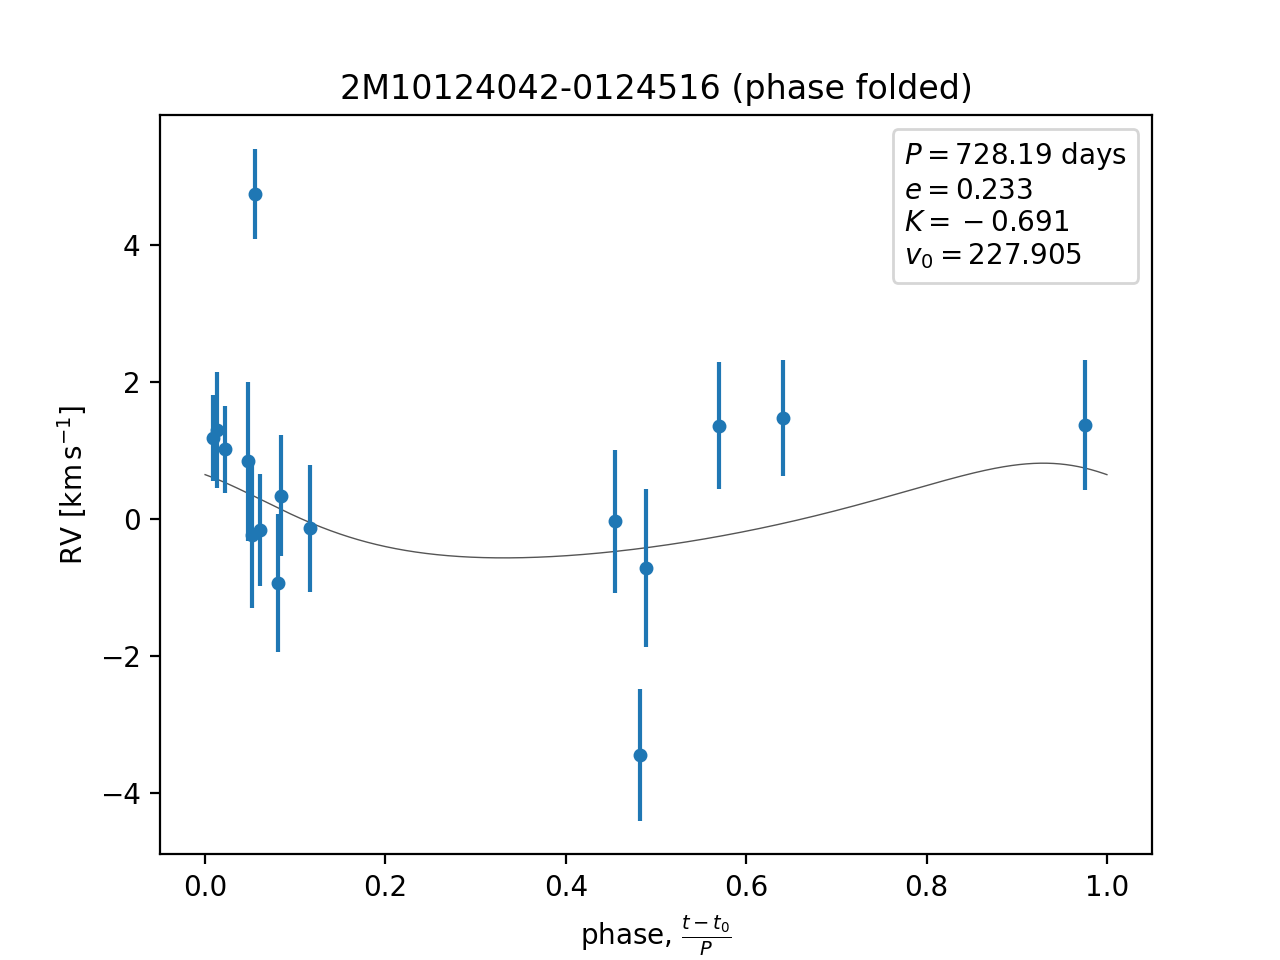 2M10124042-0124516 (phase folded)
P = 728.19 days
e = 0.233
K = −0.691
v₀ = 227.905
4
2
0
−2
−4
RV [km s⁻¹]
0.0 0.2 0.4 0.6 0.8 1.0
phase, (t − t₀)/P